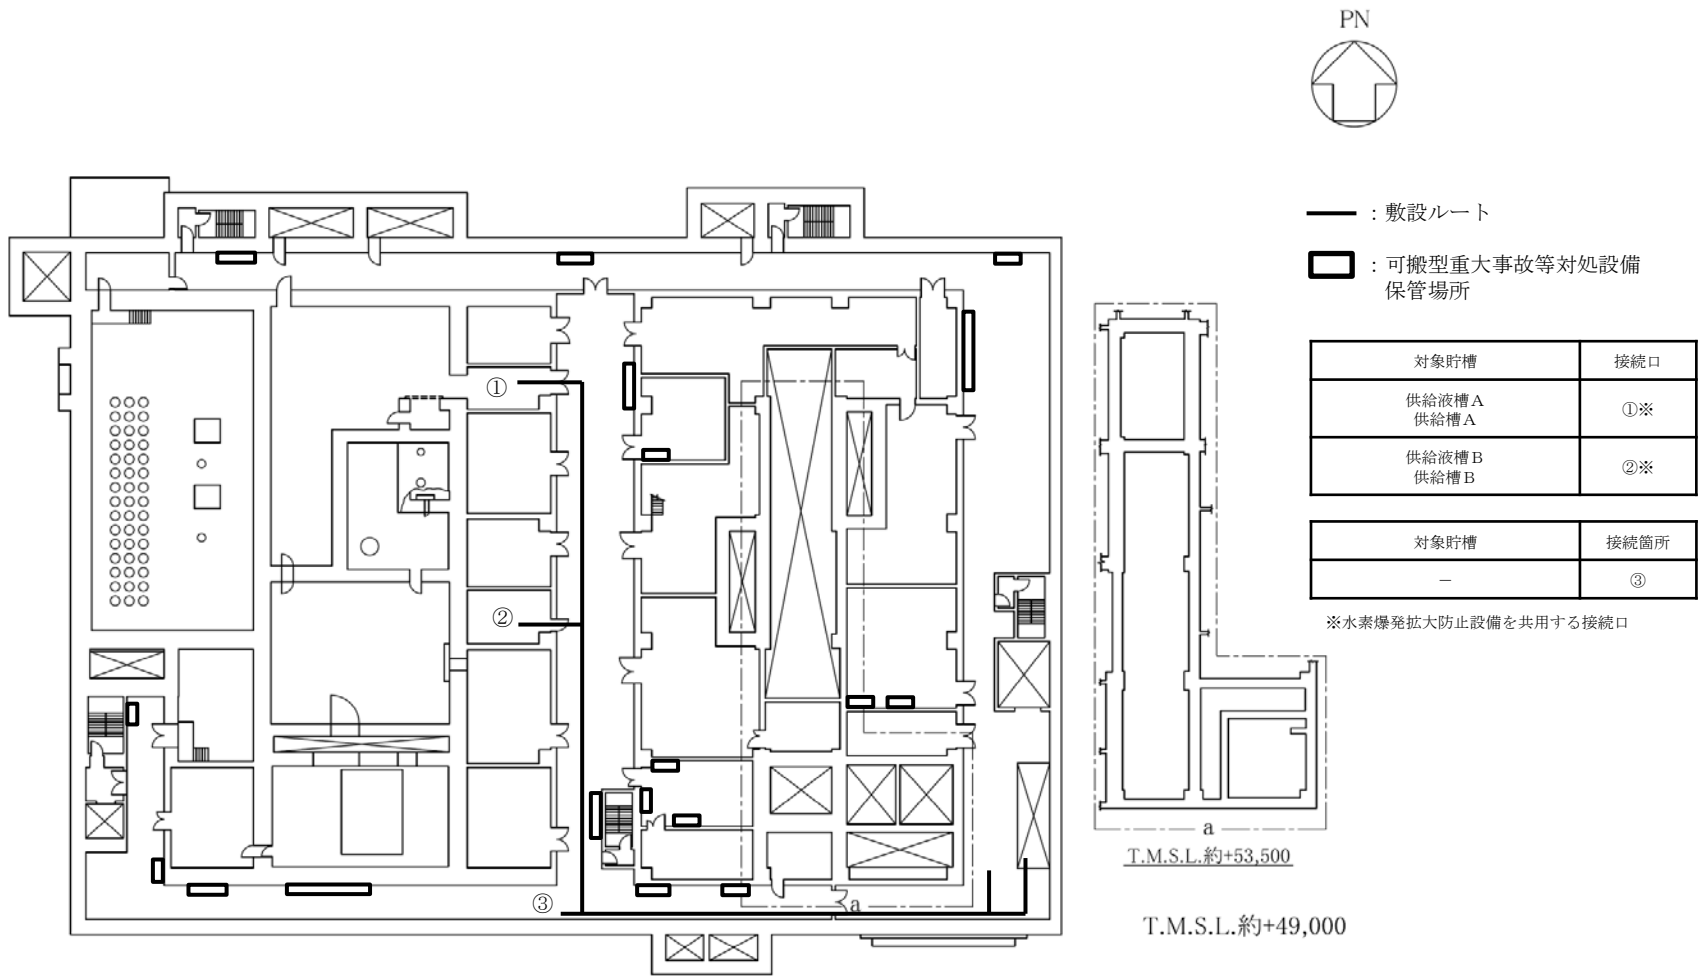 PN
：敷設ルート
：可搬型重大事故等対処設備
保管場所
対象貯槽 接続口
供給液槽A
供給槽A
①※
供給液槽B
供給槽B
②※
対象貯槽 接続箇所
－ ③
※水素爆発拡大防止設備を共用する接続口
①
②
③
a
a
T.M.S.L.約+53,500
T.M.S.L.約+49,000